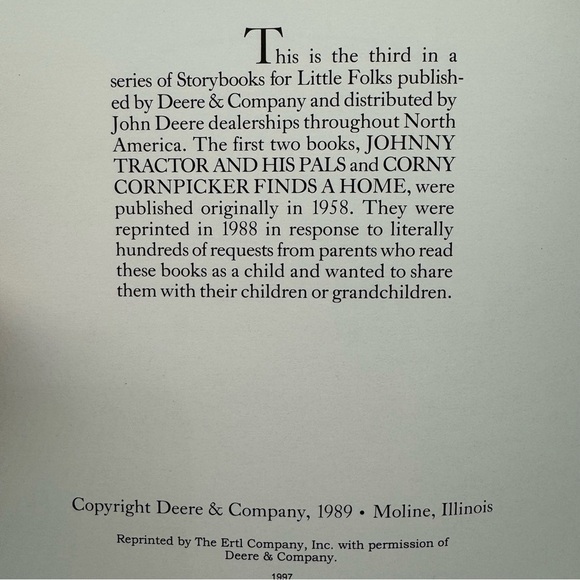 This is the third in a
series of Storybooks for Little Folks publish-
ed by Deere & Company and distributed by
John Deere dealerships throughout North
America. The first two books, JOHNNY
TRACTOR AND HIS PALS and CORNY
CORNPICKER FINDS A HOME, were
published originally in 1958. They were
reprinted in 1988 in response to literally
hundreds of requests from parents who read
these books as a child and wanted to share
them with their children or grandchildren.
Copyright Deere & Company, 1989 • Moline, Illinois
Reprinted by The Ertl Company, Inc. with permission of
Deere & Company.
1997